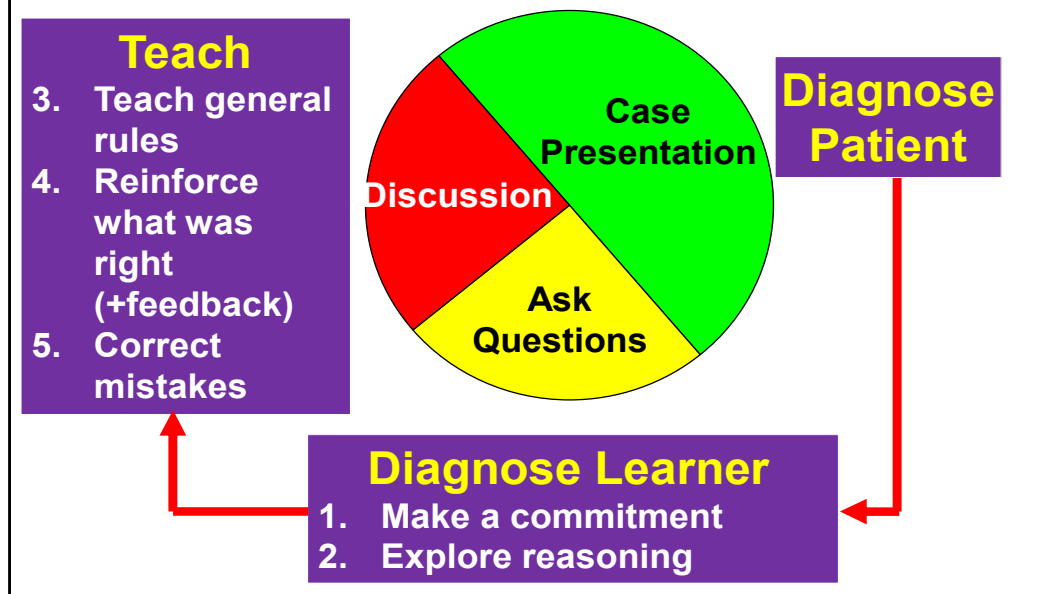 Teach
3. Teach general
rules
4. Reinforce
what was
right
(+feedback)
5. Correct
mistakes
Case
Presentation
Discussion
Ask
Questions
Diagnose
Patient
Diagnose Learner
1. Make a commitment
2. Explore reasoning